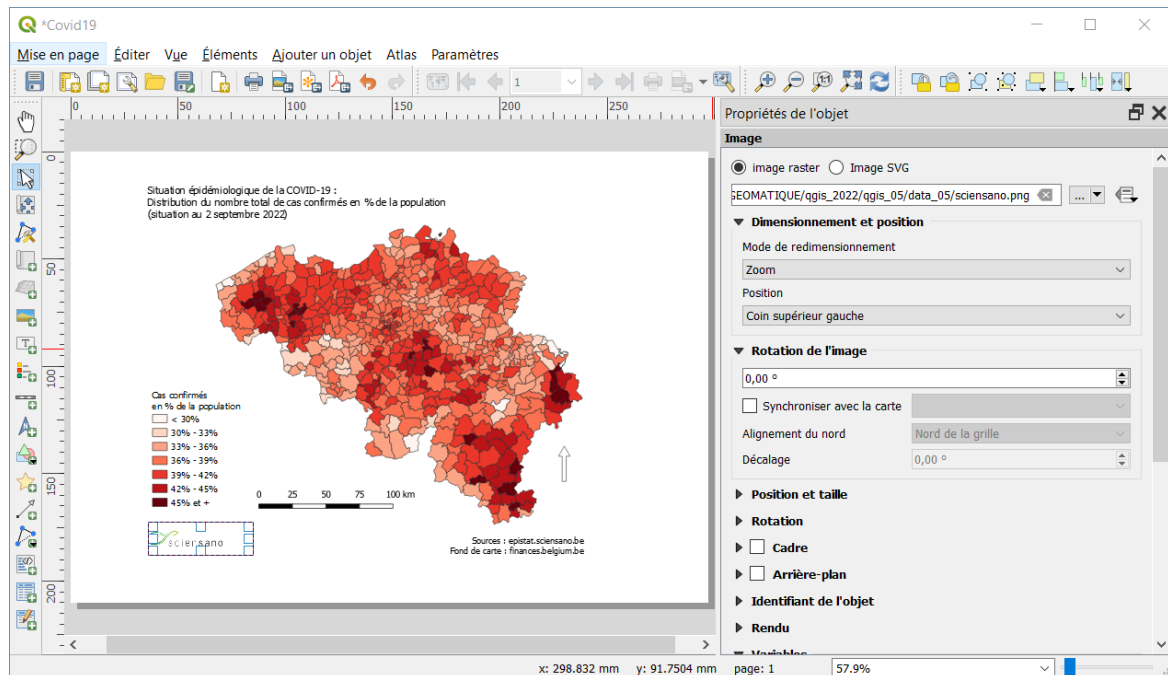 *Covid19
Mise en page Éditer Vue Éléments Ajouter un objet Atlas Paramètres
1
0 50 100 150 200 250
0
50
100
150
200
Situation épidémiologique de la COVID-19 :
Distribution du nombre total de cas confirmés en % de la population
(situation au 2 septembre 2022)
Cas confirmés
en % de la population
< 30%
30% - 33%
33% - 36%
36% - 39%
39% - 42%
42% - 45%
45% et +
0 25 50 75 100 km
sciensano
Sources : epistat.sciensano.be
Fond de carte : finances.belgium.be
Propriétés de l'objet
Image
image raster Image SVG
GEOMATIQUE/qgis_2022/qgis_05/data_05/sciensano.png ...
Dimensionnement et position
Mode de redimensionnement
Zoom
Position
Coin supérieur gauche
Rotation de l'image
0,00 °
Synchroniser avec la carte
Alignement du nord Nord de la grille
Décalage 0,00 °
Position et taille
Rotation
Cadre
Arrière-plan
Identifiant de l'objet
Rendu
Variables
x: 298.832 mm y: 91.7504 mm page: 1 57.9%